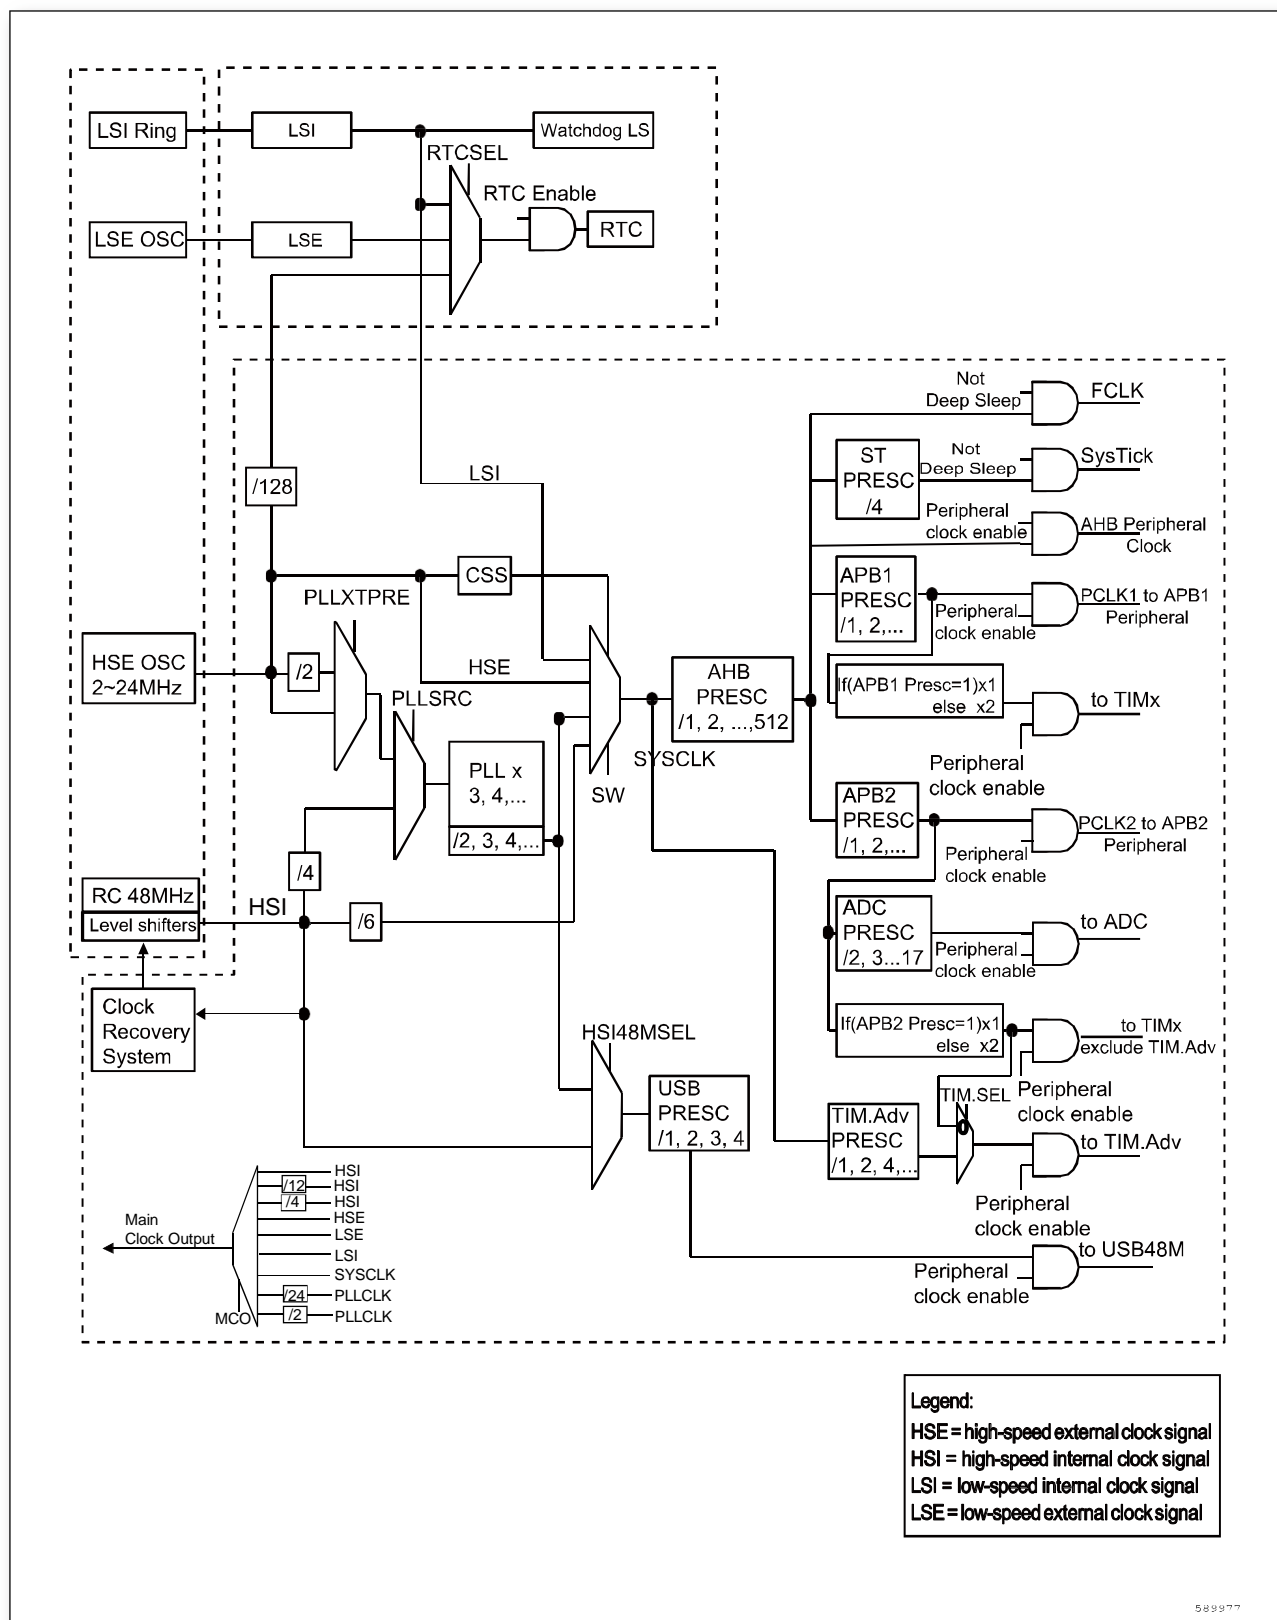 LSI Ring
LSI
Watchdog LS
RTCSEL
RTC Enable
LSE OSC
LSE
RTC
Not
Deep Sleep
FCLK
ST
PRESC
/4
Not
Deep Sleep
SysTick
/128
LSI
Peripheral
clock enable
AHB Peripheral
Clock
CSS
PLLXTPRE
APB1
PRESC
/1, 2,...
Peripheral
clock enable
PCLK1 to APB1
Peripheral
HSE OSC
2~24MHz
/2
HSE
PLLSRC
AHB
PRESC
/1, 2, ...,512
If(APB1 Presc=1)x1
else x2
to TIMx
SYSCLK
SW
PLL x
3, 4,...
/2, 3, 4,...
Peripheral
clock enable
APB2
PRESC
/1, 2,...
PCLK2 to APB2
Peripheral
Peripheral
clock enable
/4
RC 48MHz
Level shifters
HSI
/6
ADC
PRESC
/2, 3...17
Peripheral
clock enable
to ADC
Clock
Recovery
System
HSI48MSEL
If(APB2 Presc=1)x1
else x2
to TIMx
exclude TIM.Adv
Peripheral
clock enable
USB
PRESC
/1, 2, 3, 4
TIM.SEL
0
TIM.Adv
PRESC
/1, 2, 4,...
to TIM.Adv
Peripheral
clock enable
HSI
/12 HSI
/4 HSI
HSE
LSE
LSI
SYSCLK
/24 PLLCLK
/2 PLLCLK
Main
Clock Output
MCO
to USB48M
Peripheral
clock enable
Legend:
HSE = high-speed external clock signal
HSI = high-speed internal clock signal
LSI = low-speed internal clock signal
LSE = low-speed external clock signal
589977